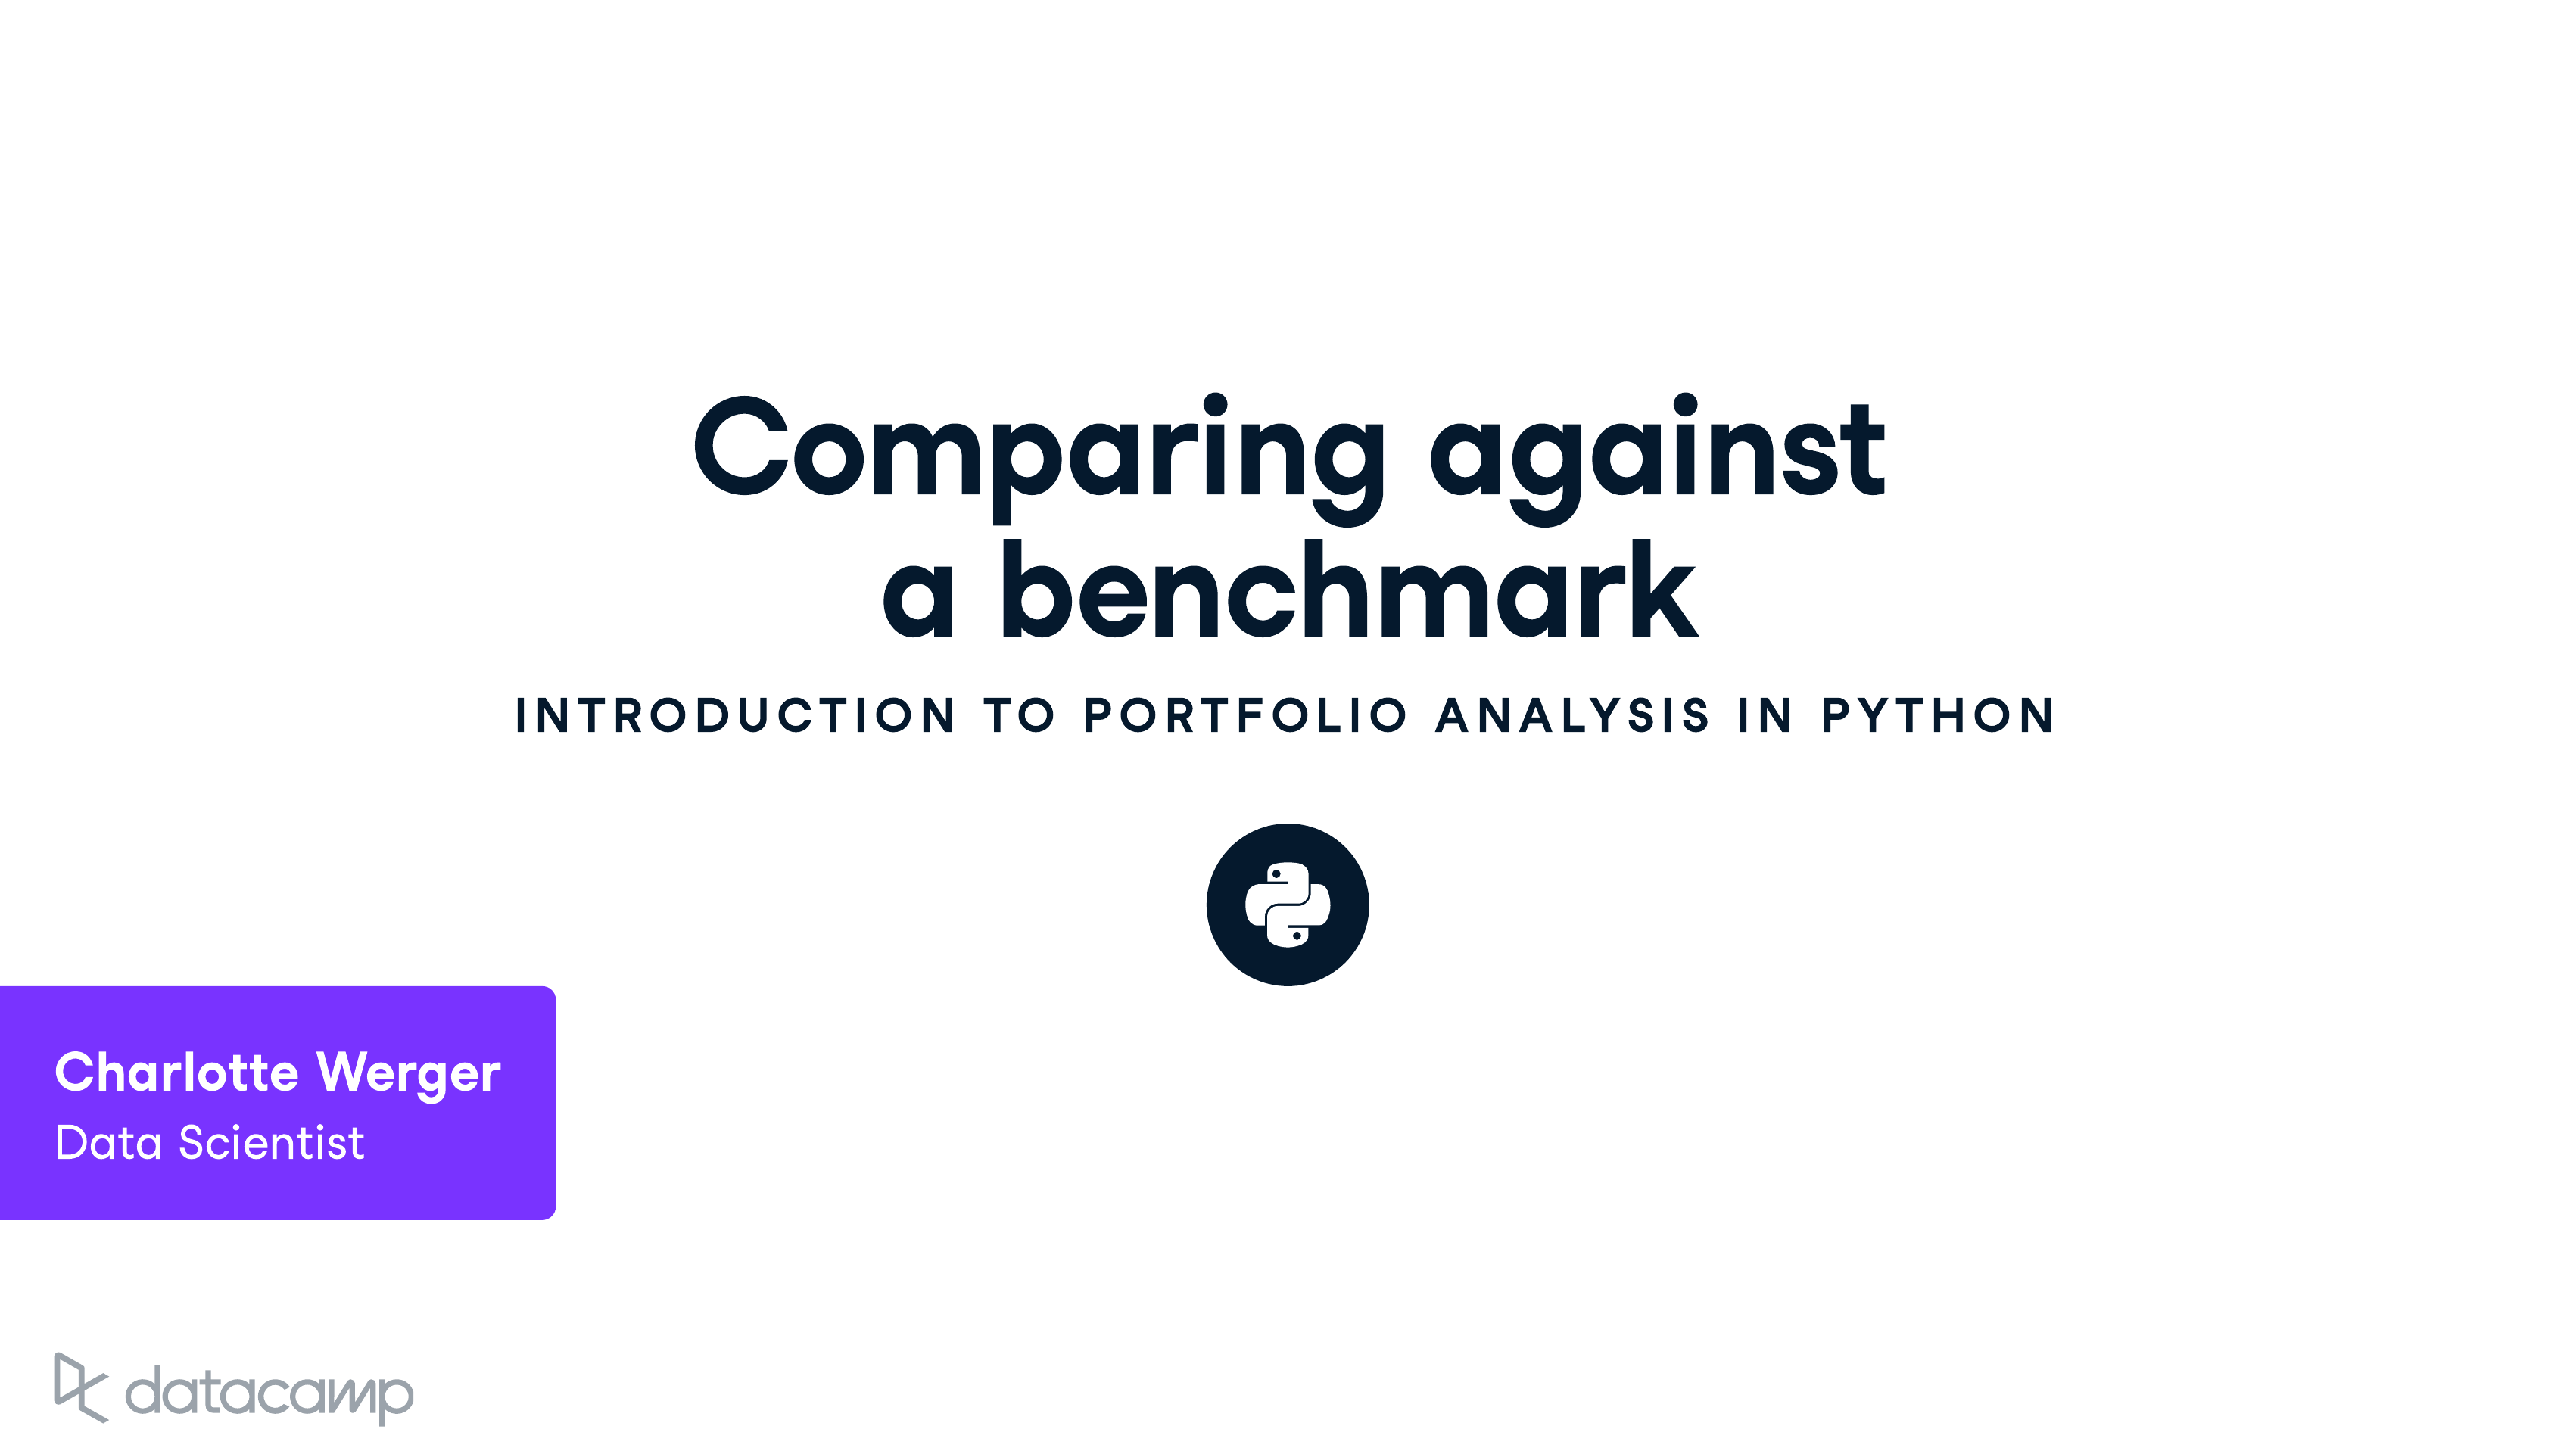 Comparing against
a benchmark
INTRODUCTION TO PORTFOLIO ANALYSIS IN PYTHON
Charlotte Werger
Data Scientist
datacamp